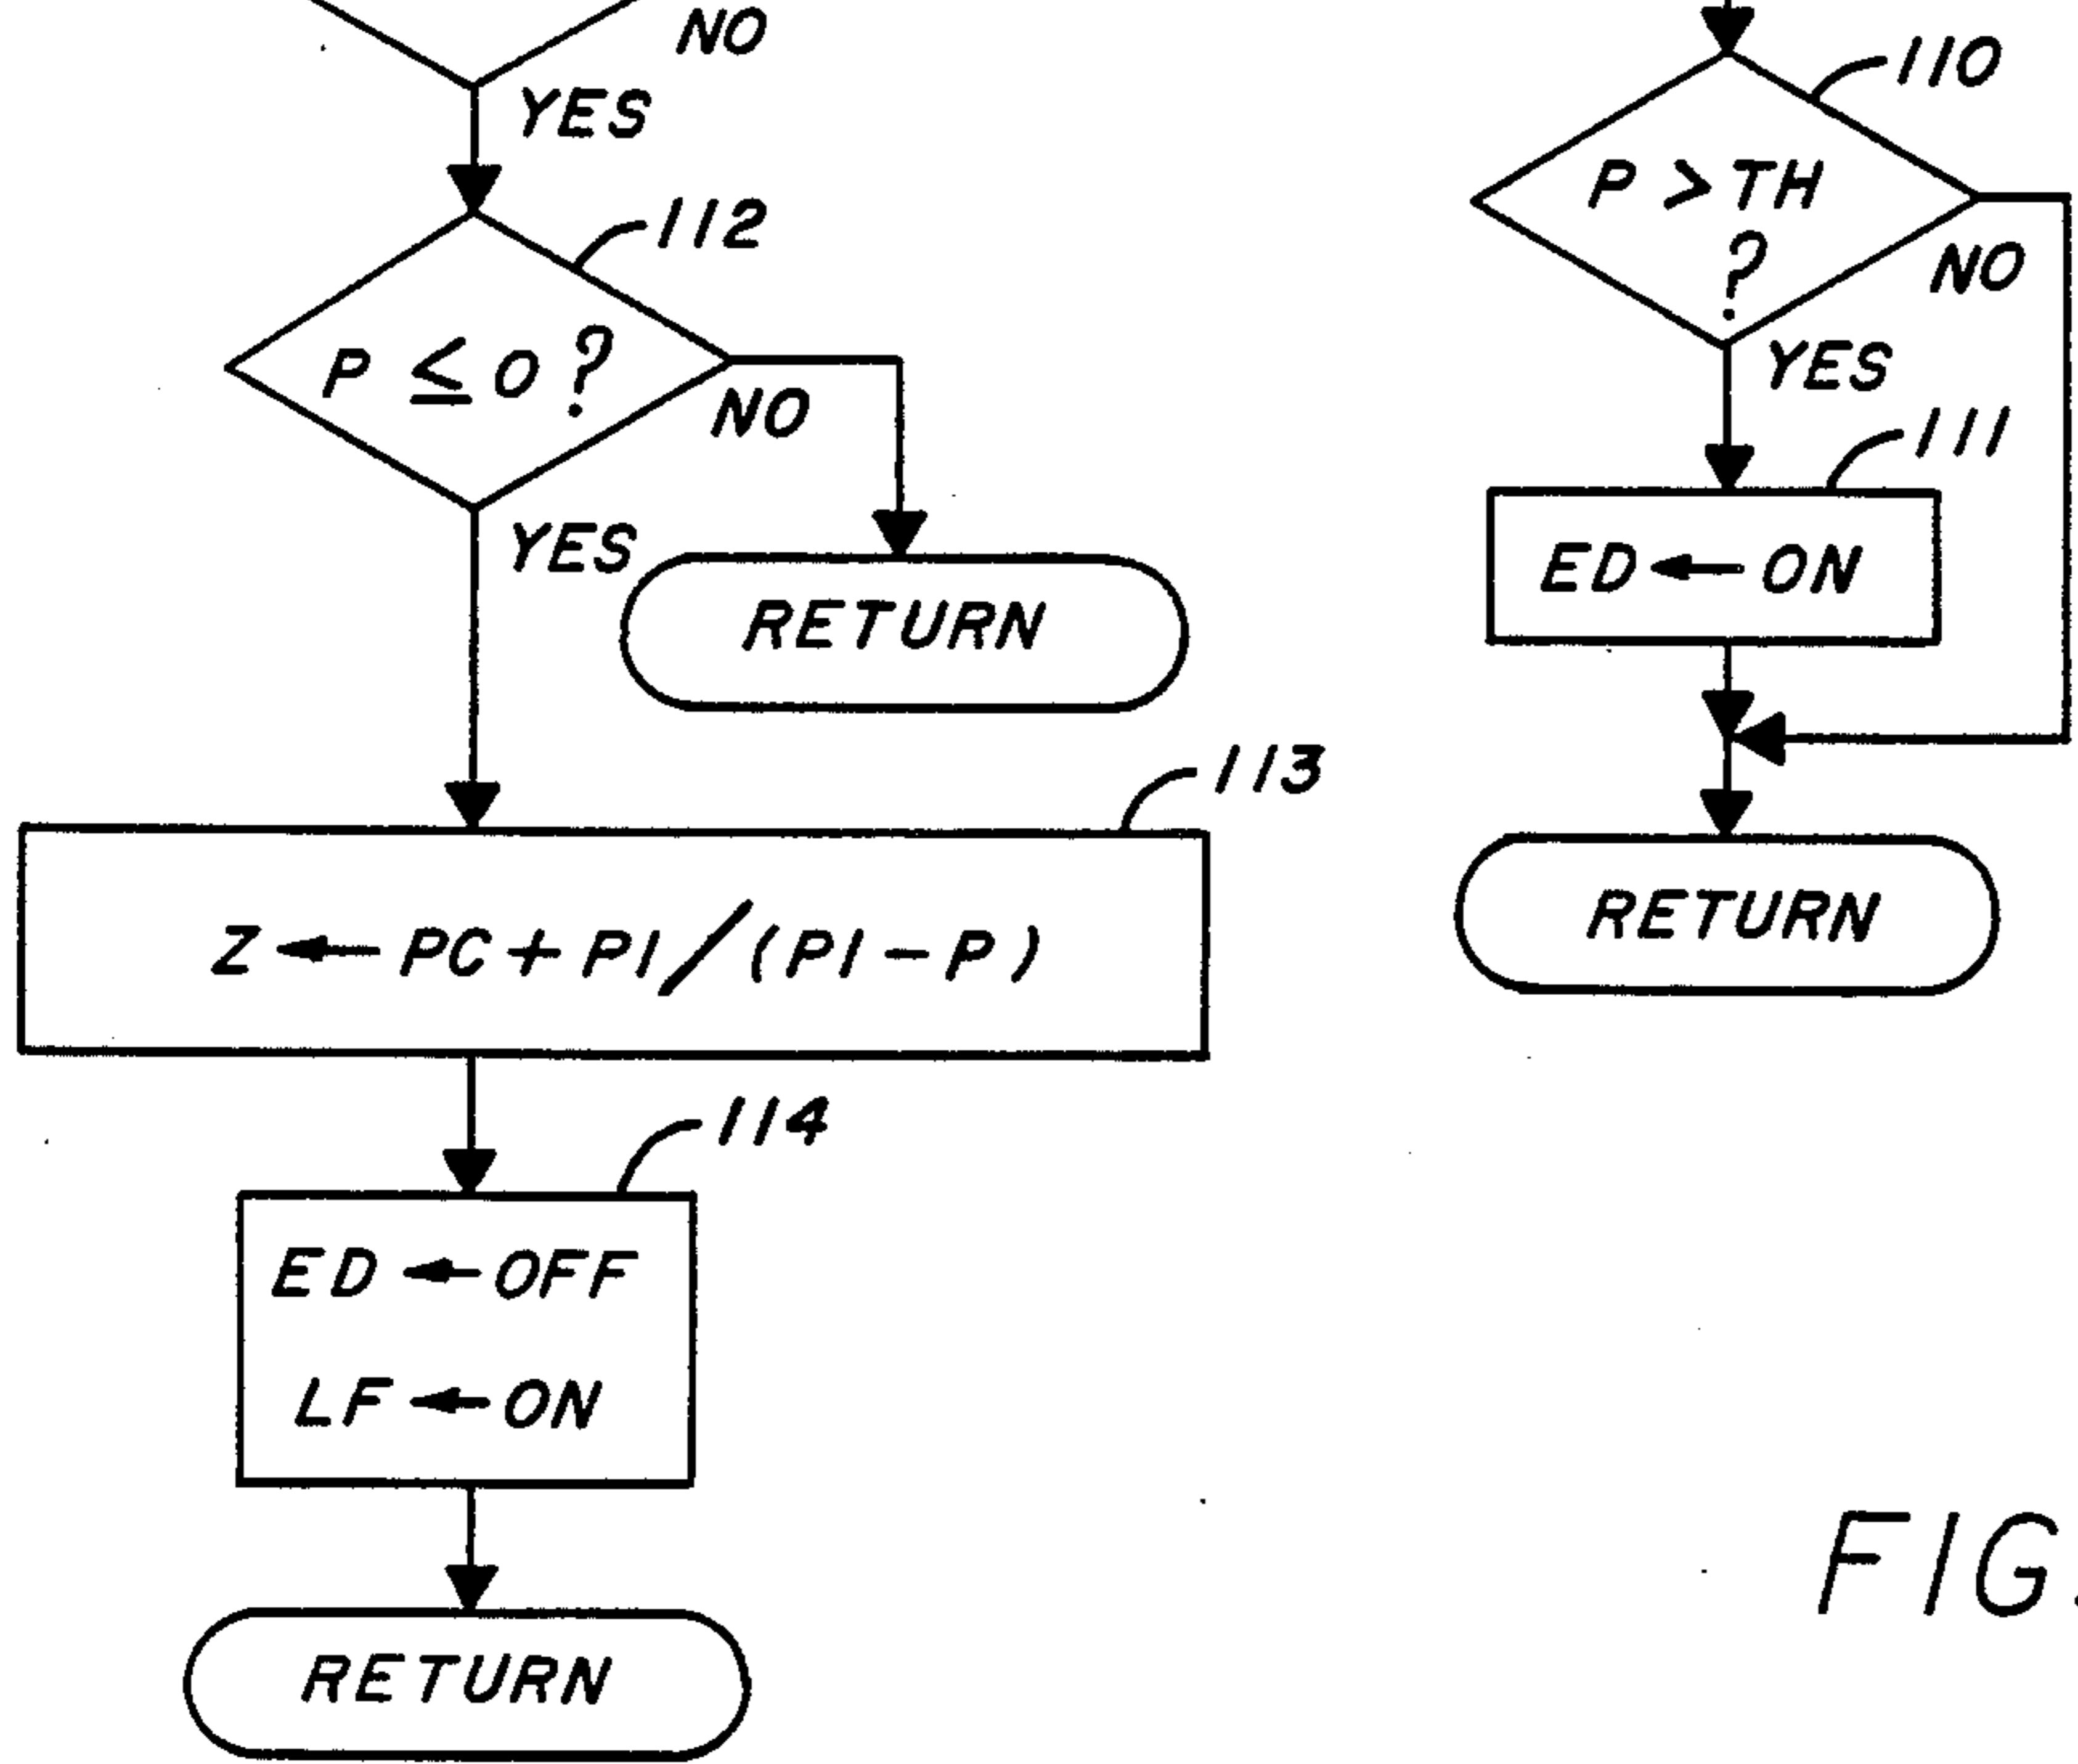 NO
YES
112
P ≤ 0 ?
NO
YES
RETURN
113
Z ← PC + PI / (PI - P)
114
ED ← OFF
LF ← ON
RETURN
110
P > TH
?
NO
YES
111
ED ← ON
RETURN
FIG.